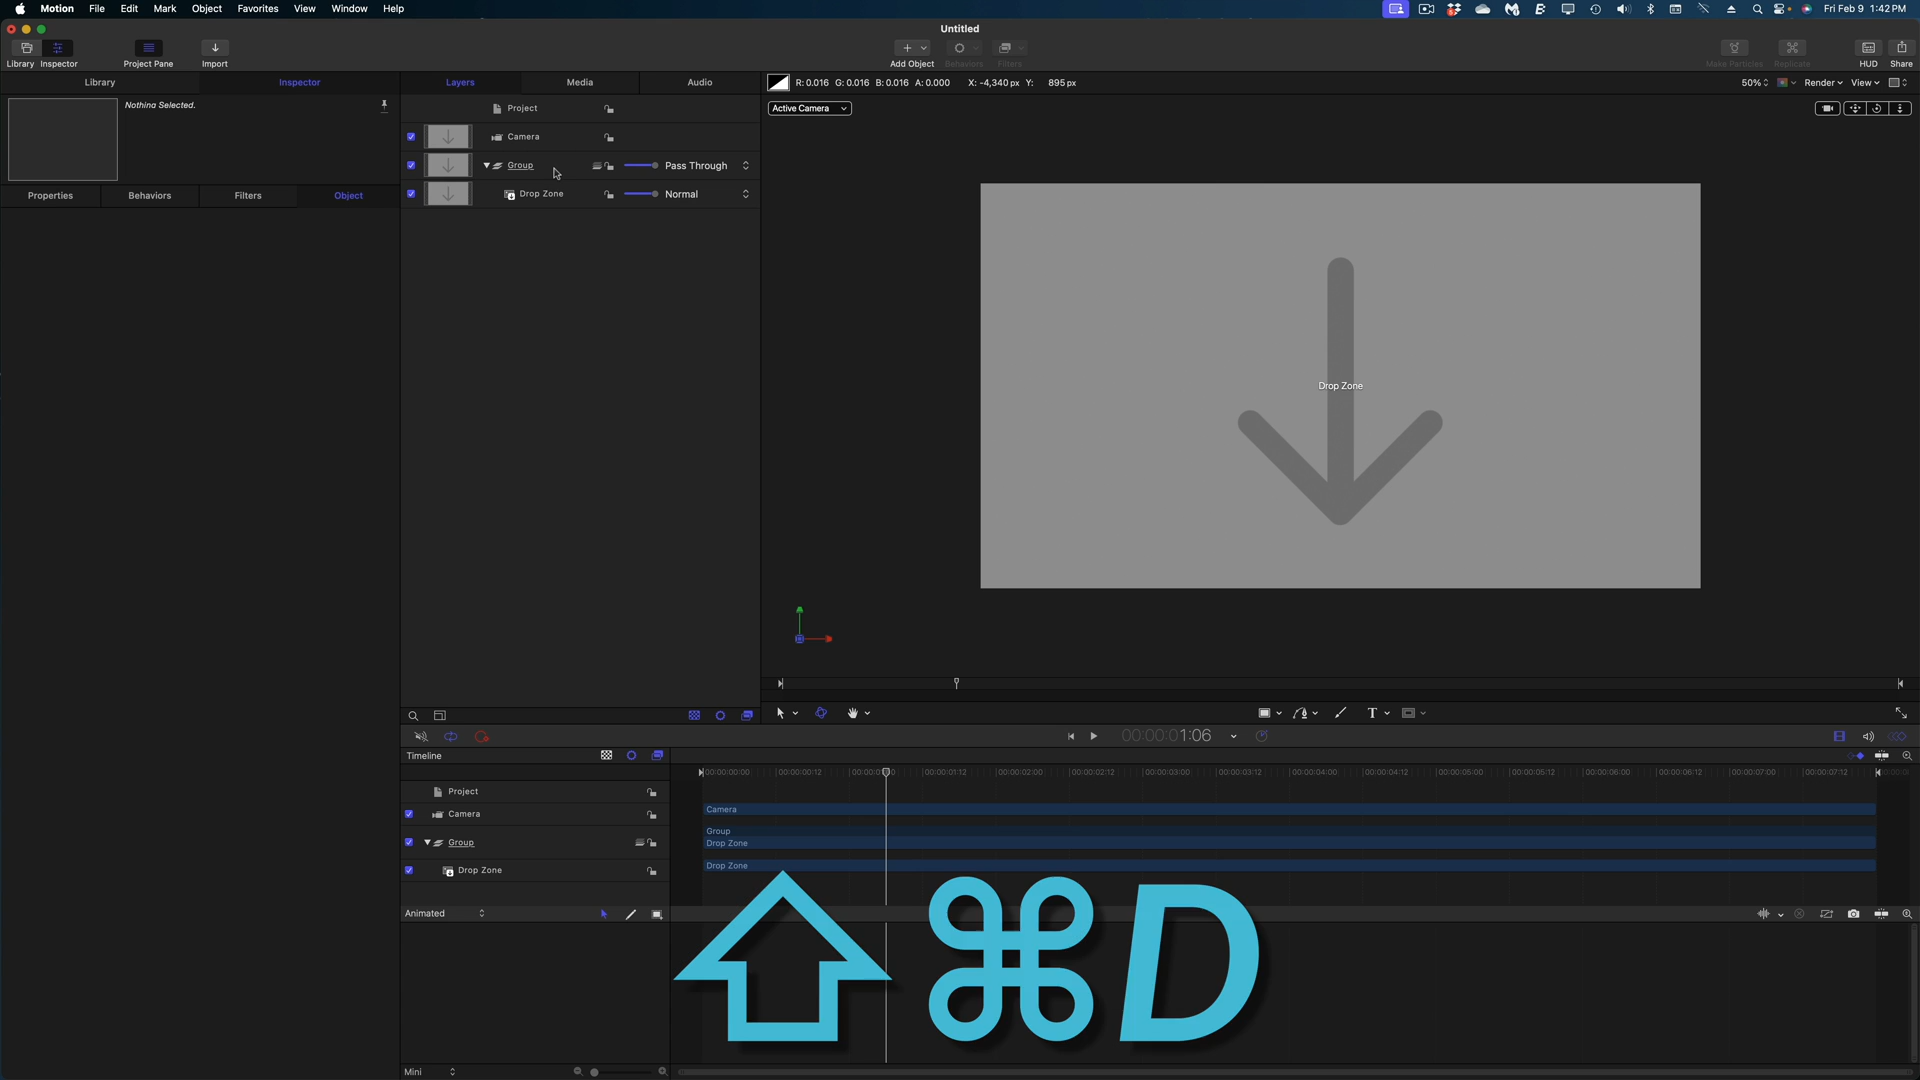 Motion File Edit Mark Object Favorites View Window Help
Fri Feb 9 1:42 PM
Untitled
Library Inspector Project Pane Import Add Object Behaviors Filters Make Particles Replicate HUD Share
Library Inspector
Nothing Selected.
Properties Behaviors Filters Object
Layers Media Audio
Project
Camera
Group Pass Through
Drop Zone Normal
R: 0.016 G: 0.016 B: 0.016 A: 0.000 X: -4,340 px Y: 895 px
50% Render View
Active Camera
Drop Zone
00:00:01:06
Timeline
00:00:00:00 00:00:00:12 00:00:01:12 00:00:02:00 00:00:02:12 00:00:03:00 00:00:03:12 00:00:04:00 00:00:04:12 00:00:05:00 00:00:05:12 00:00:06:00 00:00:06:12 00:00:07:00 00:00:07:12
Project
Camera
Group
Drop Zone
Camera
Group
Drop Zone
Drop Zone
Animated
⇧⌘D
Mini